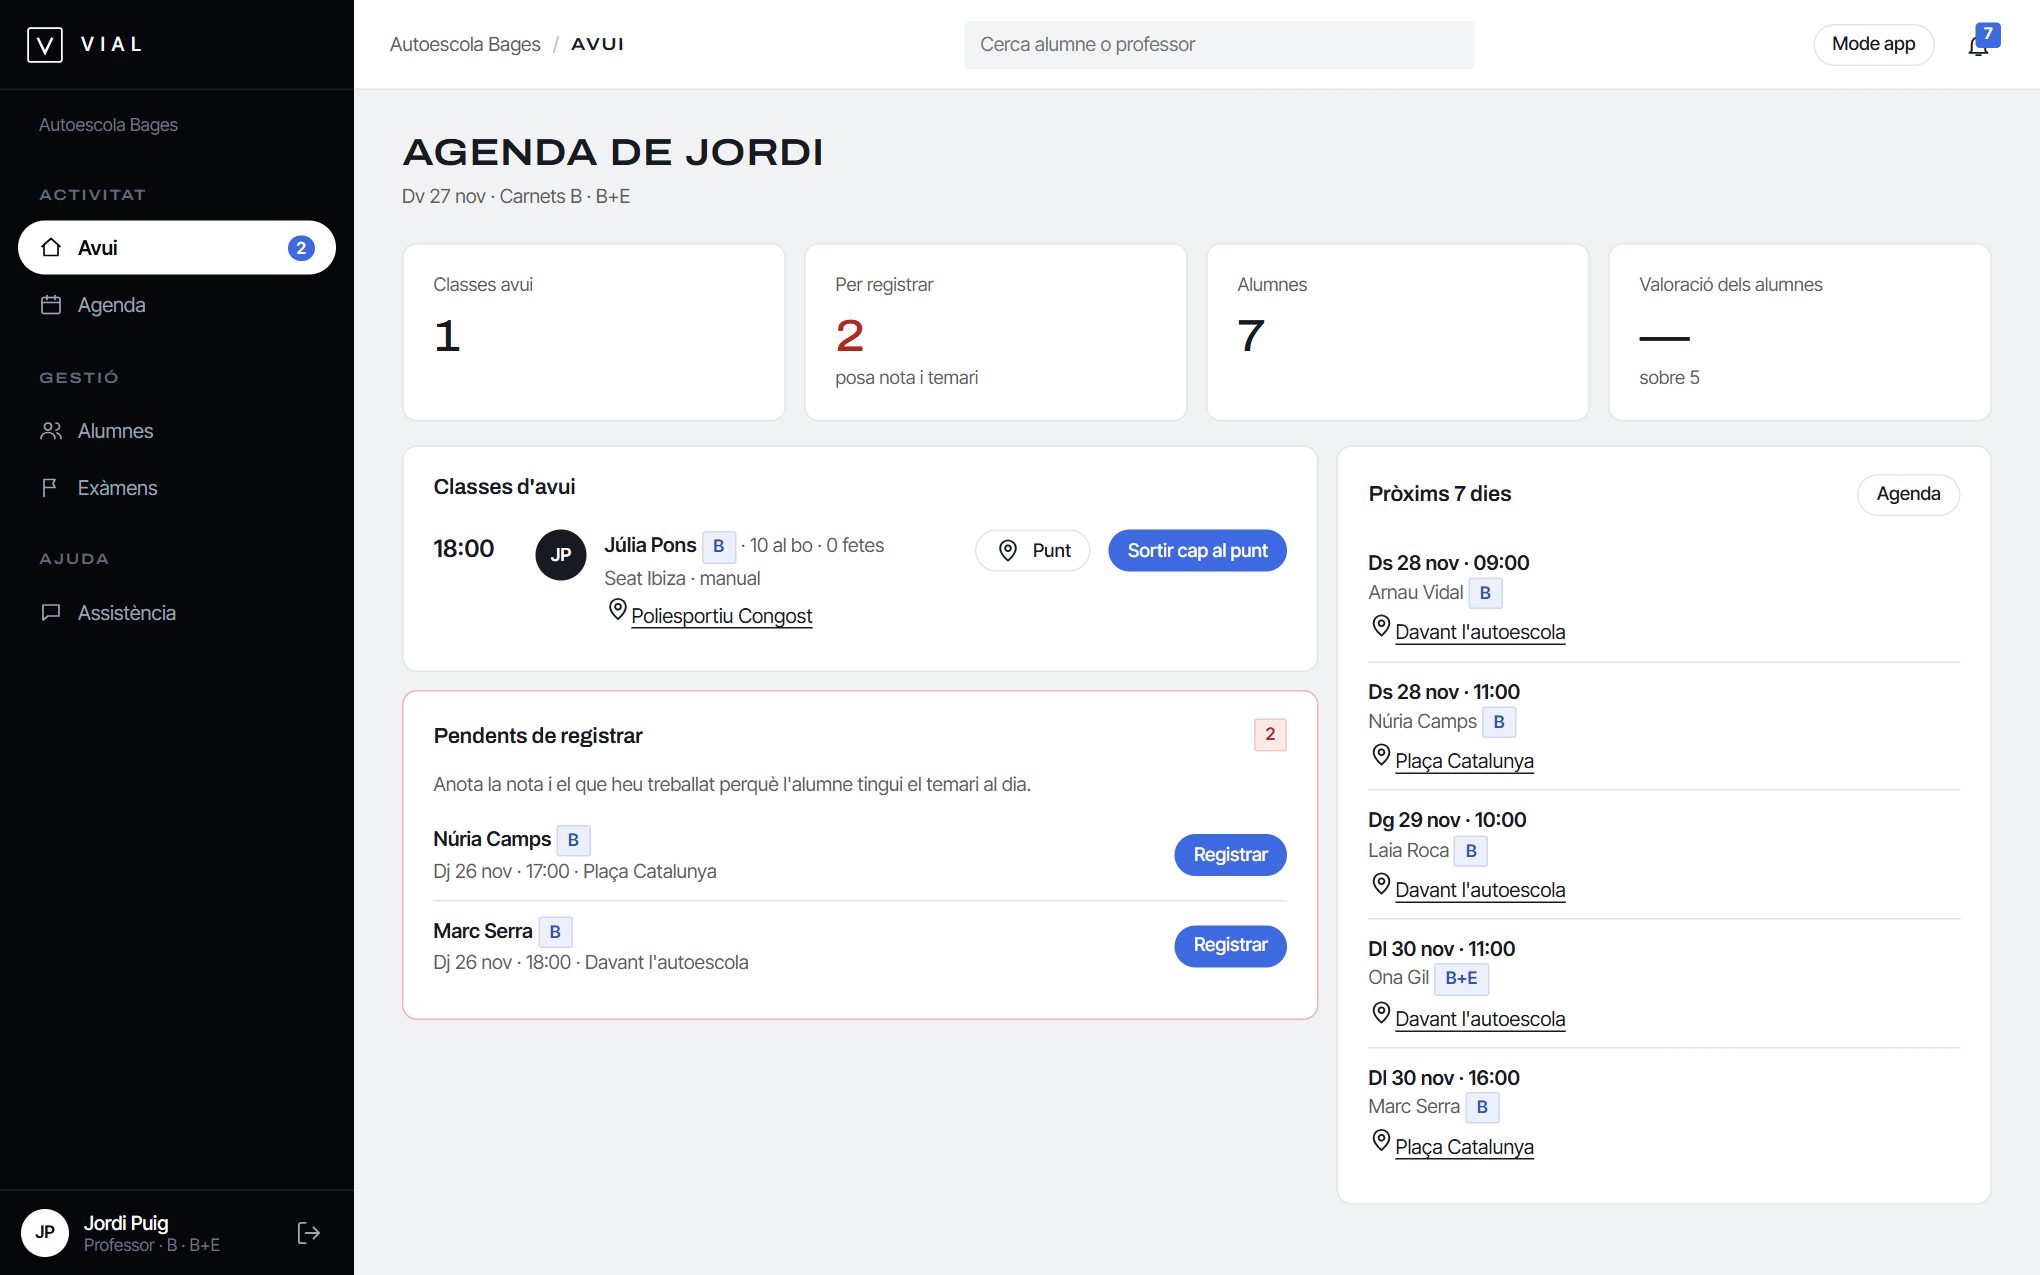 VIAL
Autoescola Bages
ACTIVITAT
Avui 2
Agenda
GESTIÓ
Alumnes
Exàmens
AJUDA
Assistència
JP
Jordi Puig
Professor · B · B+E
Autoescola Bages / AVUI
Cerca alumne o professor
Mode app
7
AGENDA DE JORDI
Dv 27 nov · Carnets B · B+E
Classes avui
1
Per registrar
2
posa nota i temari
Alumnes
7
Valoració dels alumnes
—
sobre 5
Classes d'avui
18:00
JP
Júlia Pons B · 10 al bo · 0 fetes
Seat Ibiza · manual
Poliesportiu Congost
Punt
Sortir cap al punt
Pendents de registrar
2
Anota la nota i el que heu treballat perquè l'alumne tingui el temari al dia.
Núria Camps B
Dj 26 nov · 17:00 · Plaça Catalunya
Registrar
Marc Serra B
Dj 26 nov · 18:00 · Davant l'autoescola
Registrar
Pròxims 7 dies
Agenda
Ds 28 nov · 09:00
Arnau Vidal B
Davant l'autoescola
Ds 28 nov · 11:00
Núria Camps B
Plaça Catalunya
Dg 29 nov · 10:00
Laia Roca B
Davant l'autoescola
Dl 30 nov · 11:00
Ona Gil B+E
Davant l'autoescola
Dl 30 nov · 16:00
Marc Serra B
Plaça Catalunya